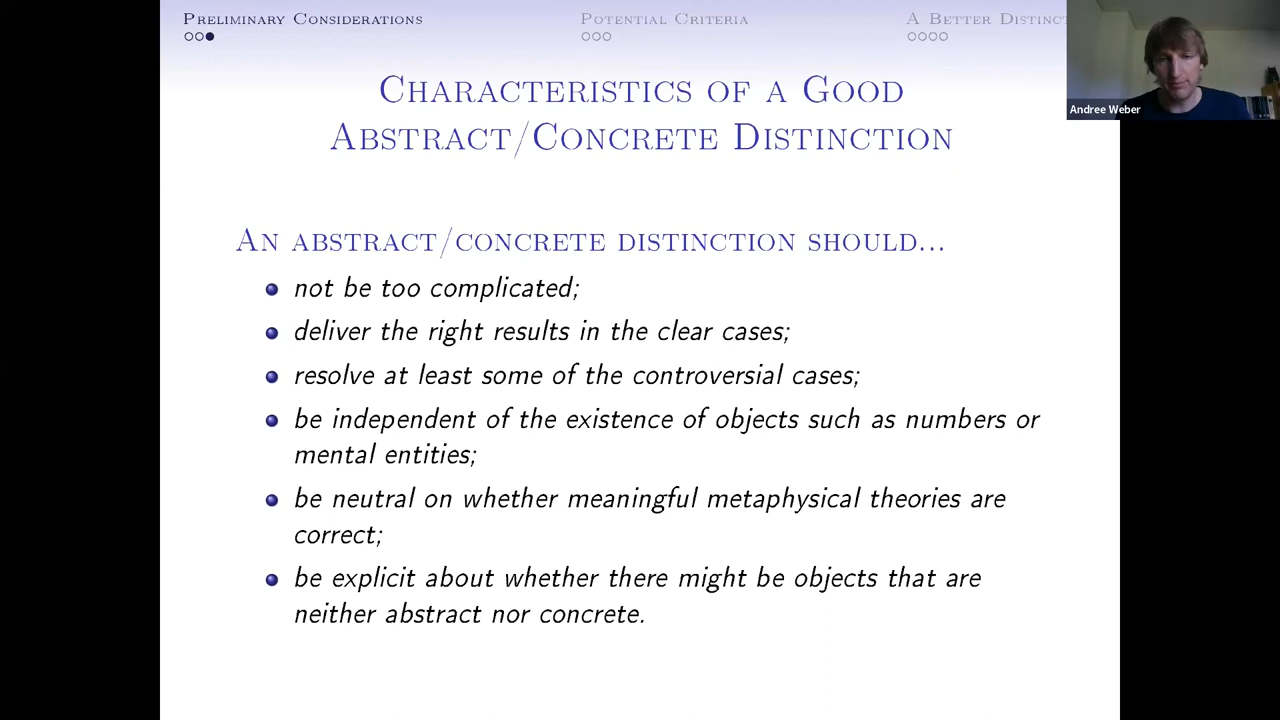 Preliminary Considerations
Potential Criteria
A Better Distinct
Andree Weber
Characteristics of a Good
Abstract/Concrete Distinction
An abstract/concrete distinction should...
not be too complicated;
deliver the right results in the clear cases;
resolve at least some of the controversial cases;
be independent of the existence of objects such as numbers or
mental entities;
be neutral on whether meaningful metaphysical theories are
correct;
be explicit about whether there might be objects that are
neither abstract nor concrete.